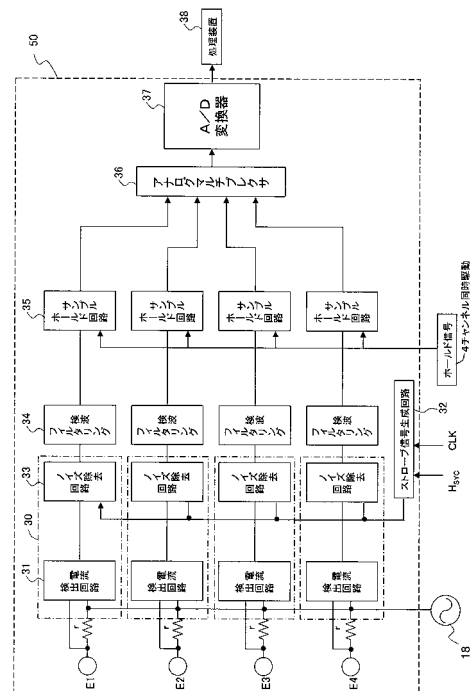 50
38
処理装置
37
A/D
変換器
36
アナログマルチプレクサ
35
サンプル
ホールド回路
サンプル
ホールド回路
サンプル
ホールド回路
サンプル
ホールド回路
ホールド信号
4チャンネル同時駆動
34
検波
フィルタリング
検波
フィルタリング
検波
フィルタリング
検波
フィルタリング
33
ノイズ除去
回路
ノイズ除去
回路
ノイズ除去
回路
ノイズ除去
回路
ストローブ信号生成回路
32
CLK
Hsvc
30
31
電流
検出回路
電流
検出回路
電流
検出回路
電流
検出回路
r
r
r
r
E1
E2
E3
E4
18